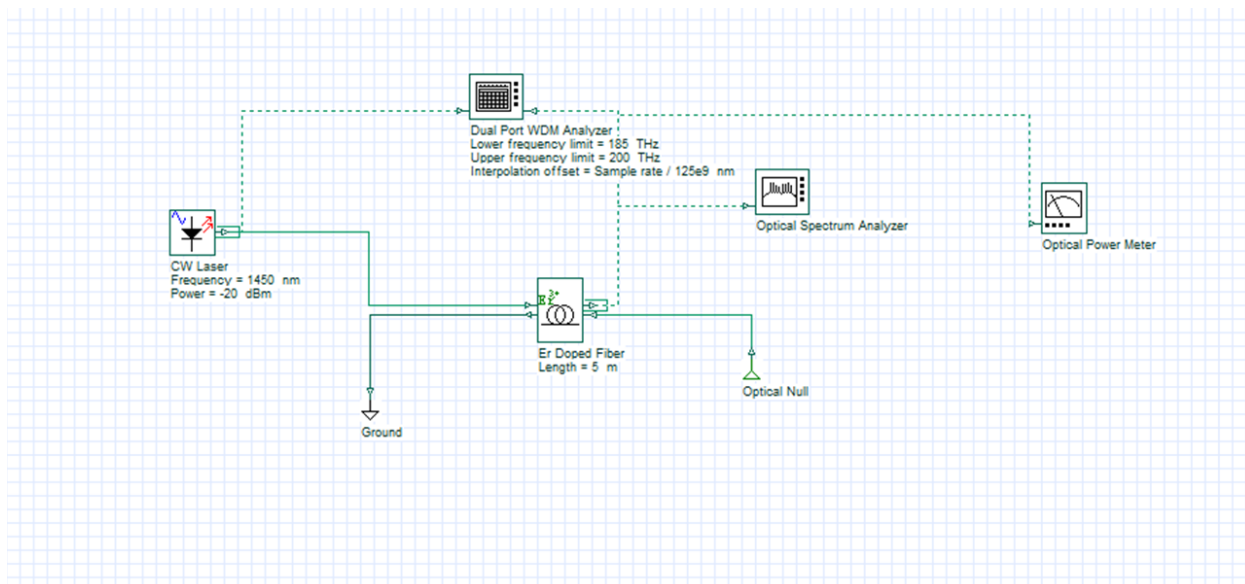 Dual Port WDM Analyzer
Lower frequency limit = 185  THz
Upper frequency limit = 200  THz
Interpolation offset = Sample rate / 125e9  nm
Optical Spectrum Analyzer
Optical Power Meter
CW Laser
Frequency = 1450  nm
Power = -20  dBm
Er Doped Fiber
Length = 5  m
Optical Null
Ground